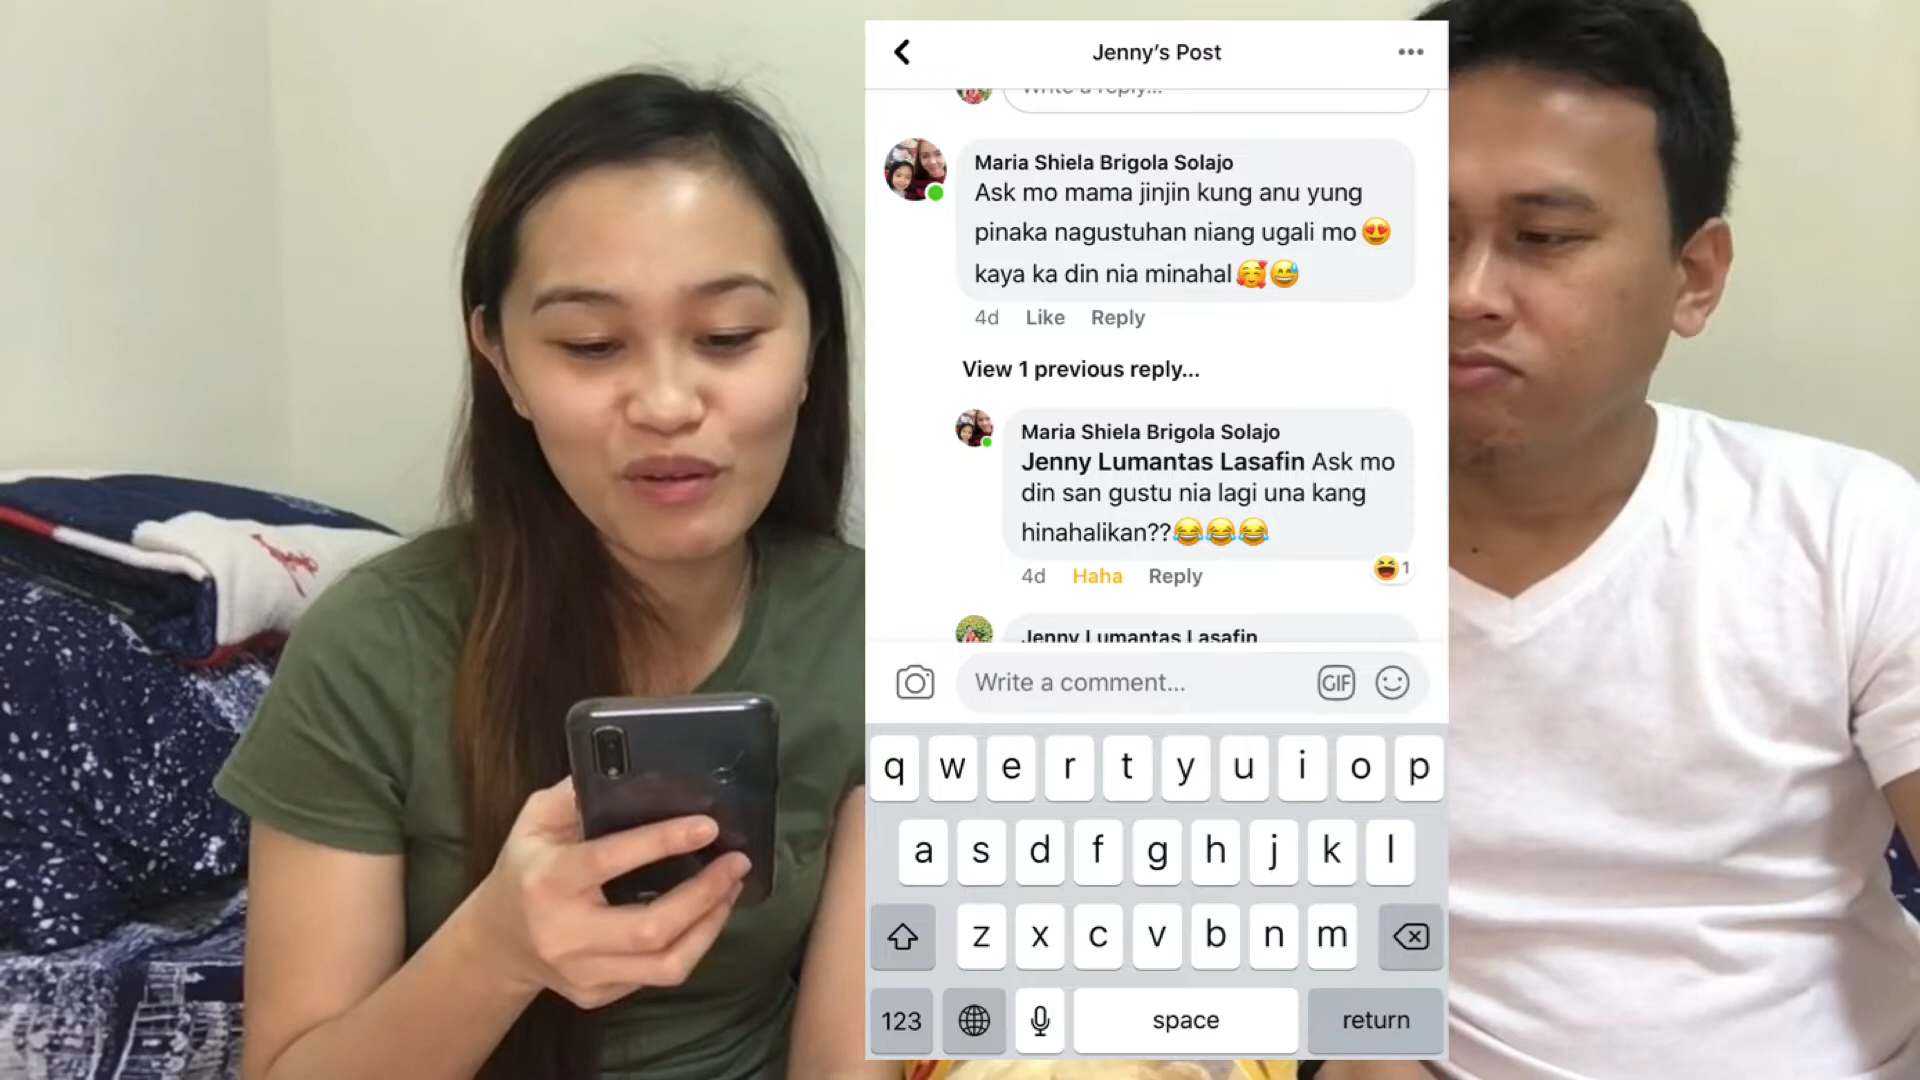 Jenny's Post
Write a reply...
Maria Shiela Brigola Solajo
Ask mo mama jinjin kung anu yung
pinaka nagustuhan niang ugali mo😍
kaya ka din nia minahal🥰😅
4d Like Reply
View 1 previous reply...
Maria Shiela Brigola Solajo
Jenny Lumantas Lasafin Ask mo
din san gustu nia lagi una kang
hinahalikan??😂😂😂
4d Haha Reply 1
Jenny Lumantas Lasafin
Write a comment... GIF
q w e r t y u i o p
a s d f g h j k l
z x c v b n m
123 space return